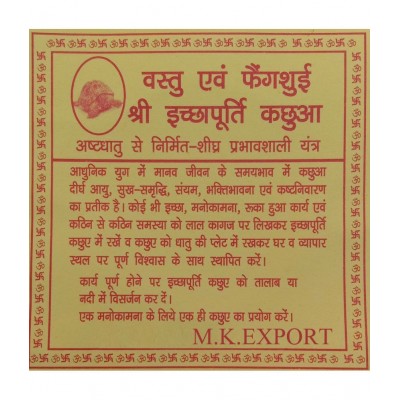 वस्तु एवं फैंगशुई
श्री इच्छापूर्ति कछुआ
अष्टधातु से निर्मित-शीघ्र प्रभावशाली यंत्र
आधुनिक युग में मानव जीवन के समयभाव में कछुआ
दीर्घ आयु, सुख-समृद्धि, संयम, भक्तिभावना एवं कष्टनिवारण
का प्रतीक है। कोई भी इच्छा, मनोकामना, रूका हुआ कार्य एवं
कठिन से कठिन समस्या को लाल कागज पर लिखकर इच्छापूर्ति
कछुए में रखें व कछुए को धातु की प्लेट में रखकर घर व व्यापार
स्थल पर पूर्ण विश्वास के साथ स्थापित करें।
कार्य पूर्ण होने पर इच्छापूर्ति कछुए को तालाब या
नदी में विसर्जन कर दें।
एक मनोकामना के लिये एक ही कछुए का प्रयोग करें।
M.K.EXPORT